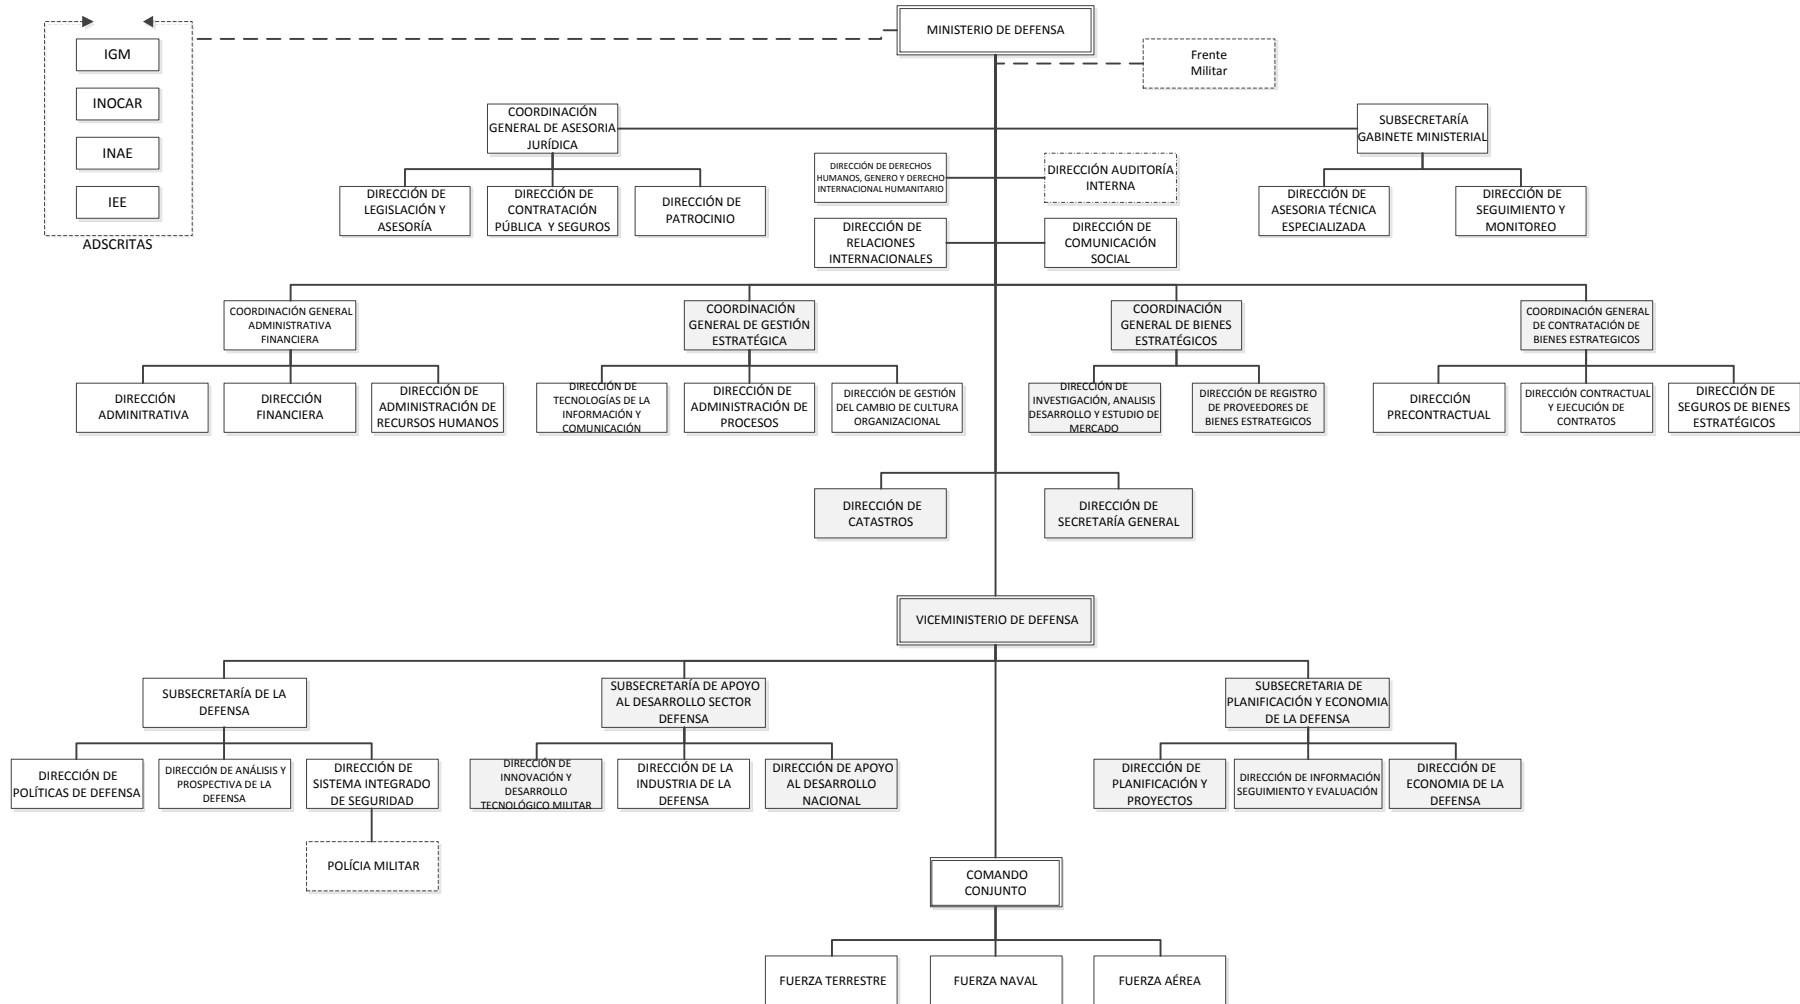 MINISTERIO DE DEFENSA
IGM
INOCAR
INAE
IEE
ADSCRITAS
Frente
Militar
COORDINACIÓN
GENERAL DE ASESORIA
JURÍDICA
SUBSECRETARÍA
GABINETE MINISTERIAL
DIRECCIÓN DE DERECHOS
HUMANOS, GENERO Y DERECHO
INTERNACIONAL HUMANITARIO
DIRECCIÓN AUDITORÍA
INTERNA
DIRECCIÓN DE
LEGISLACIÓN Y
ASESORÍA
DIRECCIÓN DE
CONTRATACIÓN
PÚBLICA Y SEGUROS
DIRECCIÓN DE
PATROCINIO
DIRECCIÓN DE
ASESORIA TÉCNICA
ESPECIALIZADA
DIRECCIÓN DE
SEGUIMIENTO Y
MONITOREO
DIRECCIÓN DE
RELACIONES
INTERNACIONALES
DIRECCIÓN DE
COMUNICACIÓN
SOCIAL
COORDINACIÓN GENERAL
ADMINISTRATIVA
FINANCIERA
COORDINACIÓN
GENERAL DE GESTIÓN
ESTRATÉGICA
COORDINACIÓN
GENERAL DE BIENES
ESTRATÉGICOS
COORDINACIÓN GENERAL
DE CONTRATACIÓN DE
BIENES ESTRATEGICOS
DIRECCIÓN
ADMINITRATIVA
DIRECCIÓN
FINANCIERA
DIRECCIÓN DE
ADMINISTRACIÓN DE
RECURSOS HUMANOS
DIRECCIÓN DE
TECNOLOGÍAS DE LA
INFORMACIÓN Y
COMUNICACIÓN
DIRECCIÓN DE
ADMINISTRACIÓN DE
PROCESOS
DIRECCIÓN DE GESTIÓN
DEL CAMBIO DE CULTURA
ORGANIZACIONAL
DIRECCIÓN DE
INVESTIGACIÓN, ANALISIS
DESARROLLO Y ESTUDIO DE
MERCADO
DIRECCIÓN DE REGISTRO
DE PROVEEDORES DE
BIENES ESTRATEGICOS
DIRECCIÓN
PRECONTRACTUAL
DIRECCIÓN CONTRACTUAL
Y EJECUCIÓN DE
CONTRATOS
DIRECCIÓN DE
SEGUROS DE BIENES
ESTRATÉGICOS
DIRECCIÓN DE
CATASTROS
DIRECCIÓN DE
SECRETARÍA GENERAL
VICEMINISTERIO DE DEFENSA
SUBSECRETARÍA DE LA
DEFENSA
SUBSECRETARÍA DE APOYO
AL DESARROLLO SECTOR
DEFENSA
SUBSECRETARIA DE
PLANIFICACIÓN Y ECONOMIA
DE LA DEFENSA
DIRECCIÓN DE
POLÍTICAS DE DEFENSA
DIRECCIÓN DE ANÁLISIS Y
PROSPECTIVA DE LA
DEFENSA
DIRECCIÓN DE
SISTEMA INTEGRADO
DE SEGURIDAD
DIRECCIÓN DE
INNOVACIÓN Y
DESARROLLO
TECNOLÓGICO MILITAR
DIRECCIÓN DE LA
INDUSTRIA DE LA
DEFENSA
DIRECCIÓN DE APOYO
AL DESARROLLO
NACIONAL
DIRECCIÓN DE
PLANIFICACIÓN Y
PROYECTOS
DIRECCIÓN DE INFORMACIÓN
SEGUIMIENTO Y EVALUACIÓN
DIRECCIÓN DE
ECONOMIA DE LA
DEFENSA
POLÍCIA MILITAR
COMANDO
CONJUNTO
FUERZA TERRESTRE
FUERZA NAVAL
FUERZA AÉREA